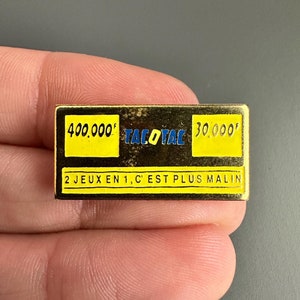 400,000F TAC O TAC 30,000F
2 JEUX EN 1, C'EST PLUS MALIN